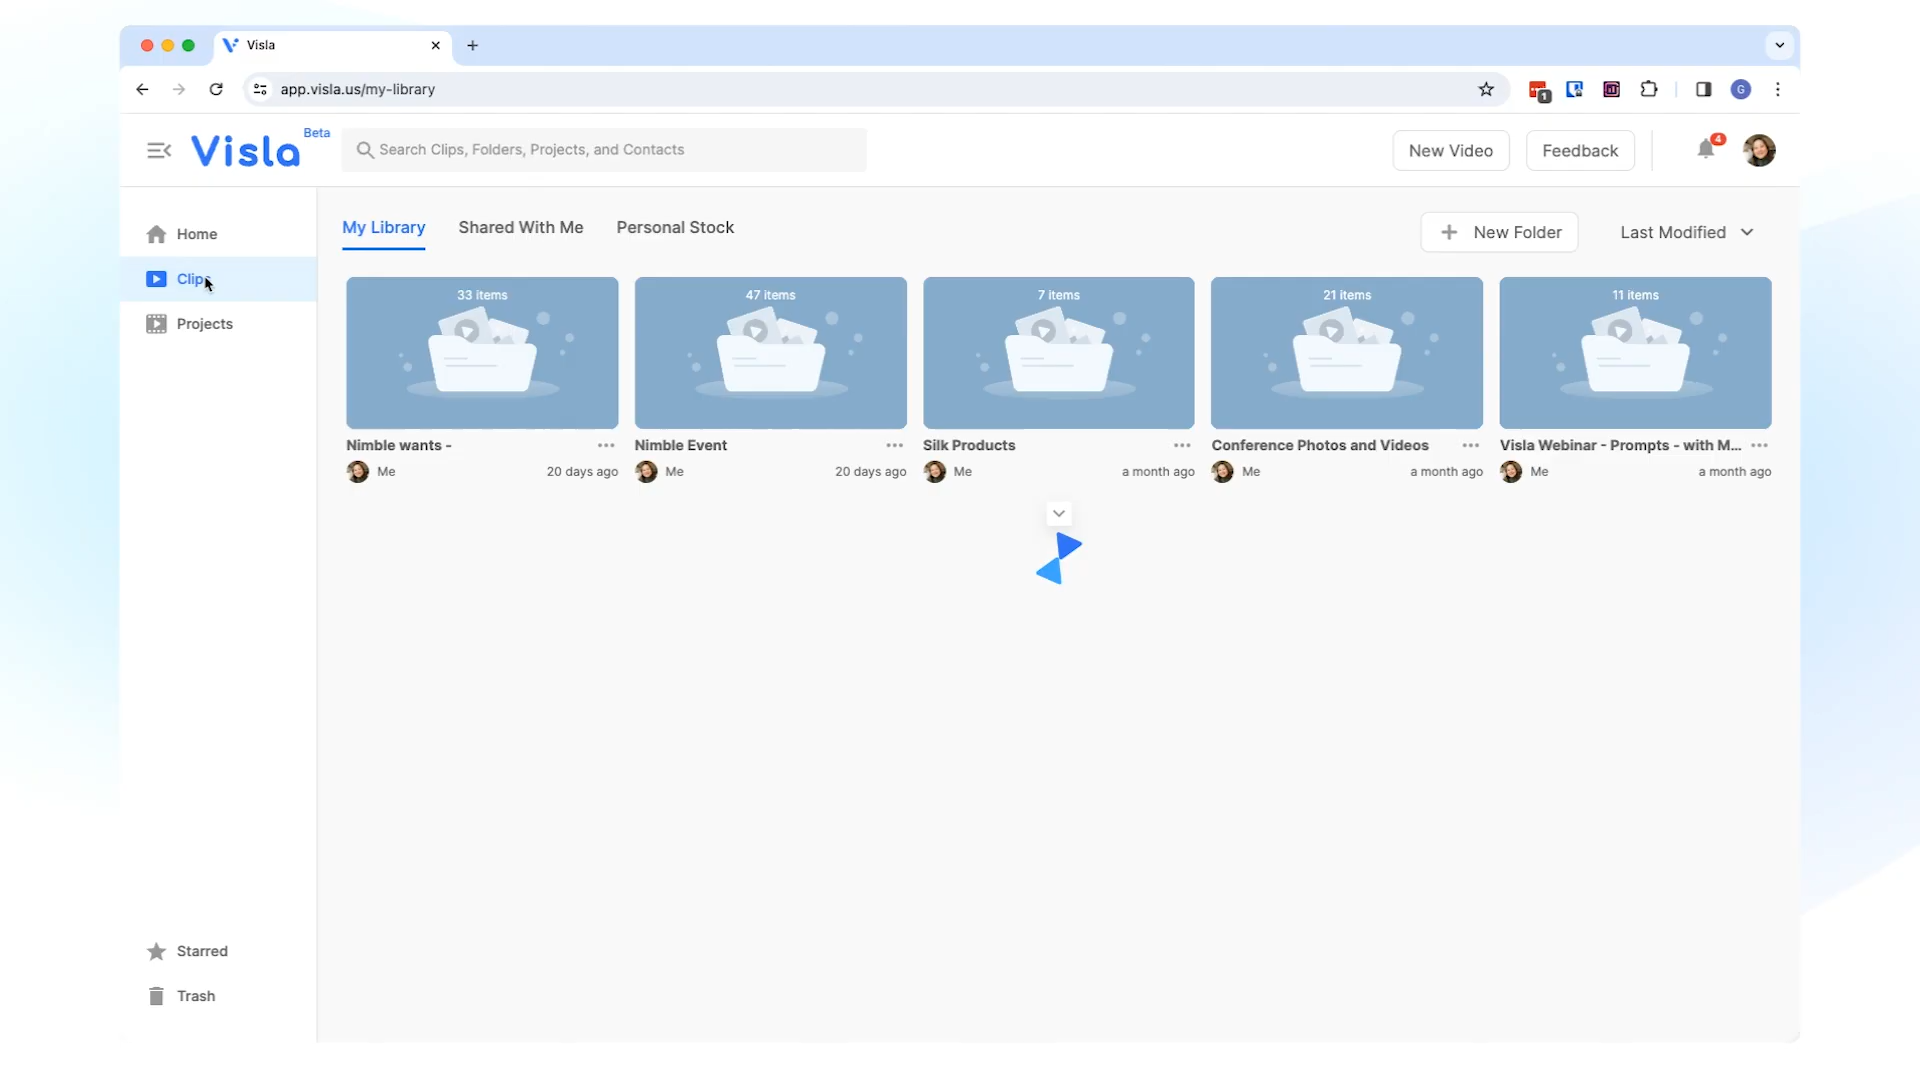 Visla
app.visla.us/my-library
1
G
Visla
Beta
Search Clips, Folders, Projects, and Contacts
New Video
Feedback
4
Home
Clips
Projects
Starred
Trash
My Library
Shared With Me
Personal Stock
New Folder
Last Modified
33 items
47 items
7 items
21 items
11 items
Nimble wants -
Nimble Event
Silk Products
Conference Photos and Videos
Visla Webinar - Prompts - with M...
Me
20 days ago
Me
20 days ago
Me
a month ago
Me
a month ago
Me
a month ago